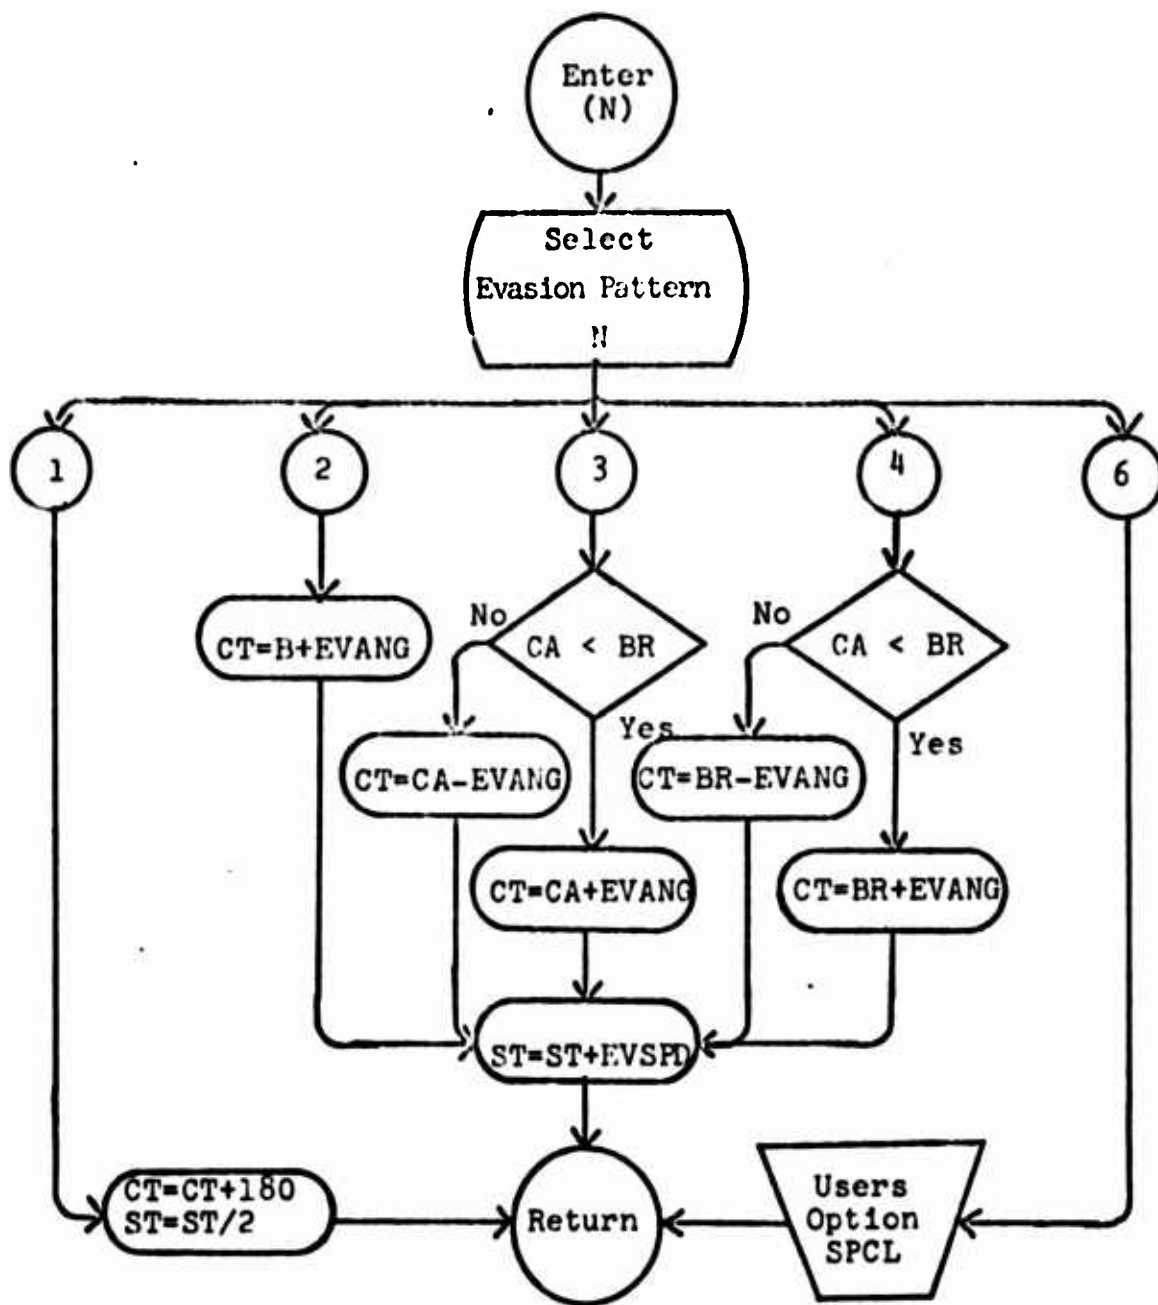 Enter
(N)
Select
Evasion Pattern
N
1
2
3
4
6
CT=B+EVANG
No
CA < BR
Yes
No
CA < BR
Yes
CT=CA-EVANG
CT=BR-EVANG
CT=CA+EVANG
CT=BR+EVANG
ST=ST+EVSPD
CT=CT+180
ST=ST/2
Return
Users
Option
SPCL